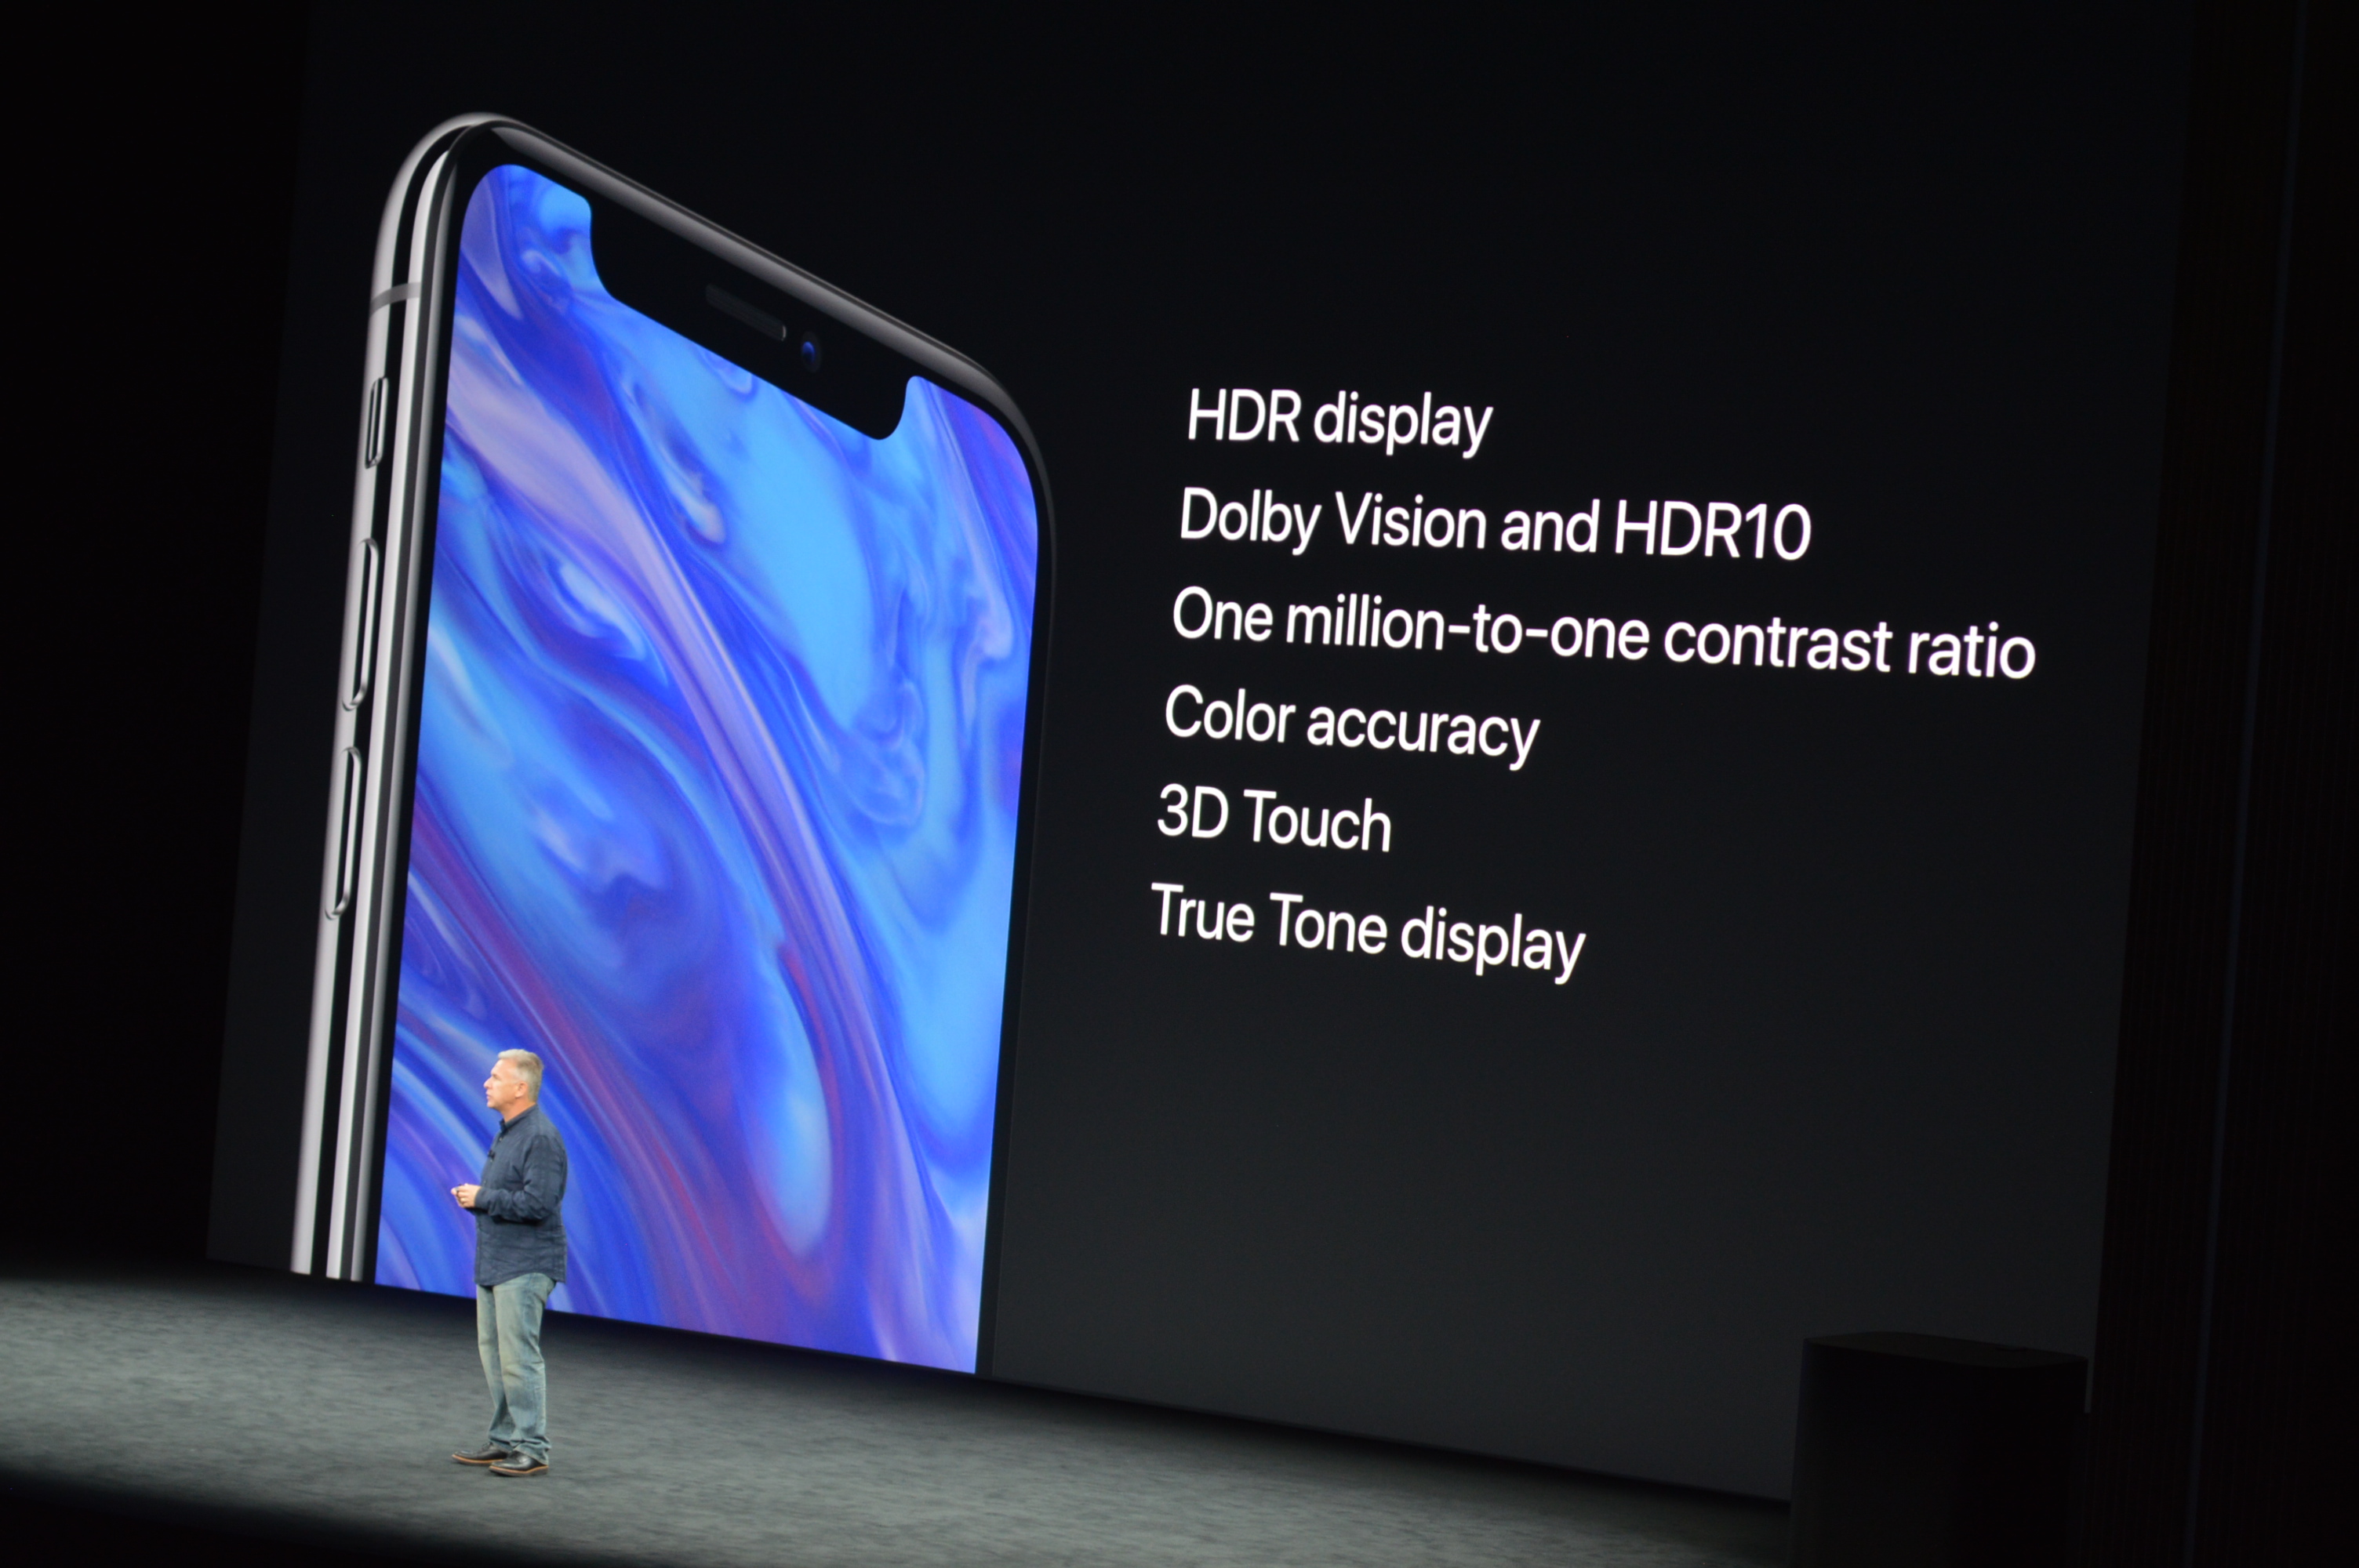 HDR display
Dolby Vision and HDR10
One million-to-one contrast ratio
Color accuracy
3D Touch
True Tone display